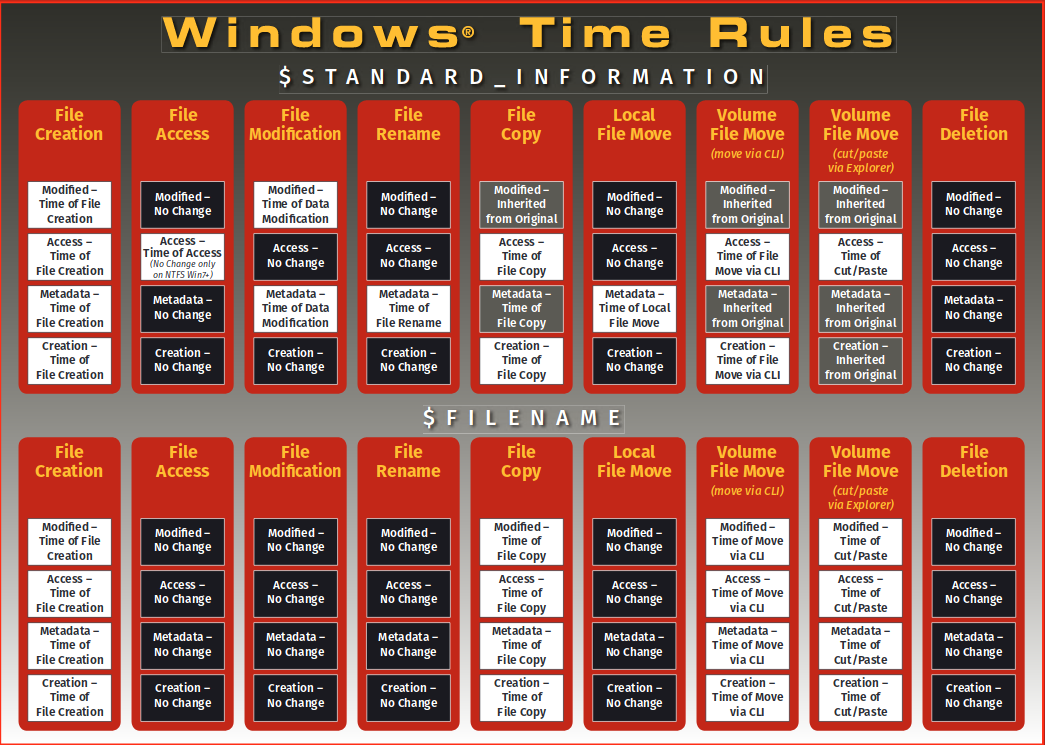 Windows® Time Rules
$STANDARD_INFORMATION
File
Creation
Modified –
Time of File
Creation
Access –
Time of
File Creation
Metadata –
Time of
File Creation
Creation –
Time of
File Creation
File
Access
Modified –
No Change
Access –
Time of Access
(No Change only
on NTFS Win7+)
Metadata –
No Change
Creation –
No Change
File
Modification
Modified –
Time of Data
Modification
Access –
No Change
Metadata –
Time of Data
Modification
Creation –
No Change
File
Rename
Modified –
No Change
Access –
No Change
Metadata –
Time of
File Rename
Creation –
No Change
File
Copy
Modified –
Inherited
from Original
Access –
Time of
File Copy
Metadata –
Time of
File Copy
Creation –
Time of
File Copy
Local
File Move
Modified –
No Change
Access –
No Change
Metadata –
Time of Local
File Move
Creation –
No Change
Volume
File Move
(move via CLI)
Modified –
Inherited
from Original
Access –
Time of File
Move via CLI
Metadata –
Inherited
from Original
Creation –
Time of File
Move via CLI
Volume
File Move
(cut/paste
via Explorer)
Modified –
Inherited
from Original
Access –
Time of
Cut/Paste
Metadata –
Inherited
from Original
Creation –
Inherited
from Original
File
Deletion
Modified –
No Change
Access –
No Change
Metadata –
No Change
Creation –
No Change
$FILENAME
File
Creation
Modified –
Time of File
Creation
Access –
Time of
File Creation
Metadata –
Time of
File Creation
Creation –
Time of
File Creation
File
Access
Modified –
No Change
Access –
No Change
Metadata –
No Change
Creation –
No Change
File
Modification
Modified –
No Change
Access –
No Change
Metadata –
No Change
Creation –
No Change
File
Rename
Modified –
No Change
Access –
No Change
Metadata –
No Change
Creation –
No Change
File
Copy
Modified –
Time of
File Copy
Access –
Time of
File Copy
Metadata –
Time of
File Copy
Creation –
Time of
File Copy
Local
File Move
Modified –
No Change
Access –
No Change
Metadata –
No Change
Creation –
No Change
Volume
File Move
(move via CLI)
Modified –
Time of Move
via CLI
Access –
Time of Move
via CLI
Metadata –
Time of Move
via CLI
Creation –
Time of Move
via CLI
Volume
File Move
(cut/paste
via Explorer)
Modified –
Time of
Cut/Paste
Access –
Time of
Cut/Paste
Metadata –
Time of
Cut/Paste
Creation –
Time of
Cut/Paste
File
Deletion
Modified –
No Change
Access –
No Change
Metadata –
No Change
Creation –
No Change